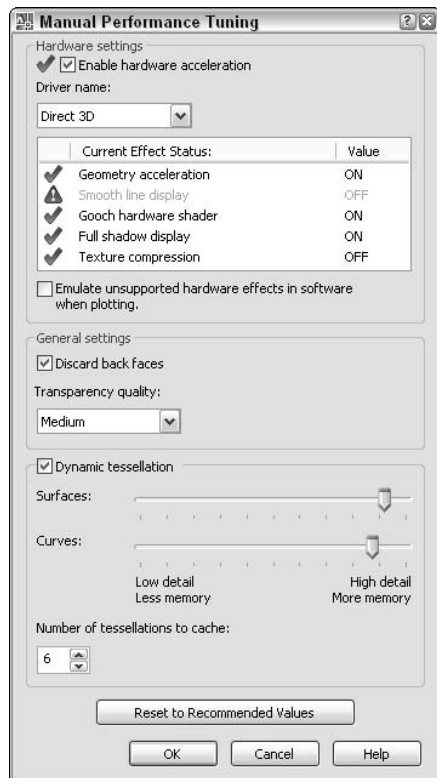 Manual Performance Tuning
Hardware settings
Enable hardware acceleration
Driver name:
Direct 3D
Current Effect Status: Value
Geometry acceleration ON
Smooth line display OFF
Gooch hardware shader ON
Full shadow display ON
Texture compression OFF
Emulate unsupported hardware effects in software
when plotting.
General settings
Discard back faces
Transparency quality:
Medium
Dynamic tessellation
Surfaces:
Curves:
Low detail High detail
Less memory More memory
Number of tessellations to cache:
6
Reset to Recommended Values
OK Cancel Help